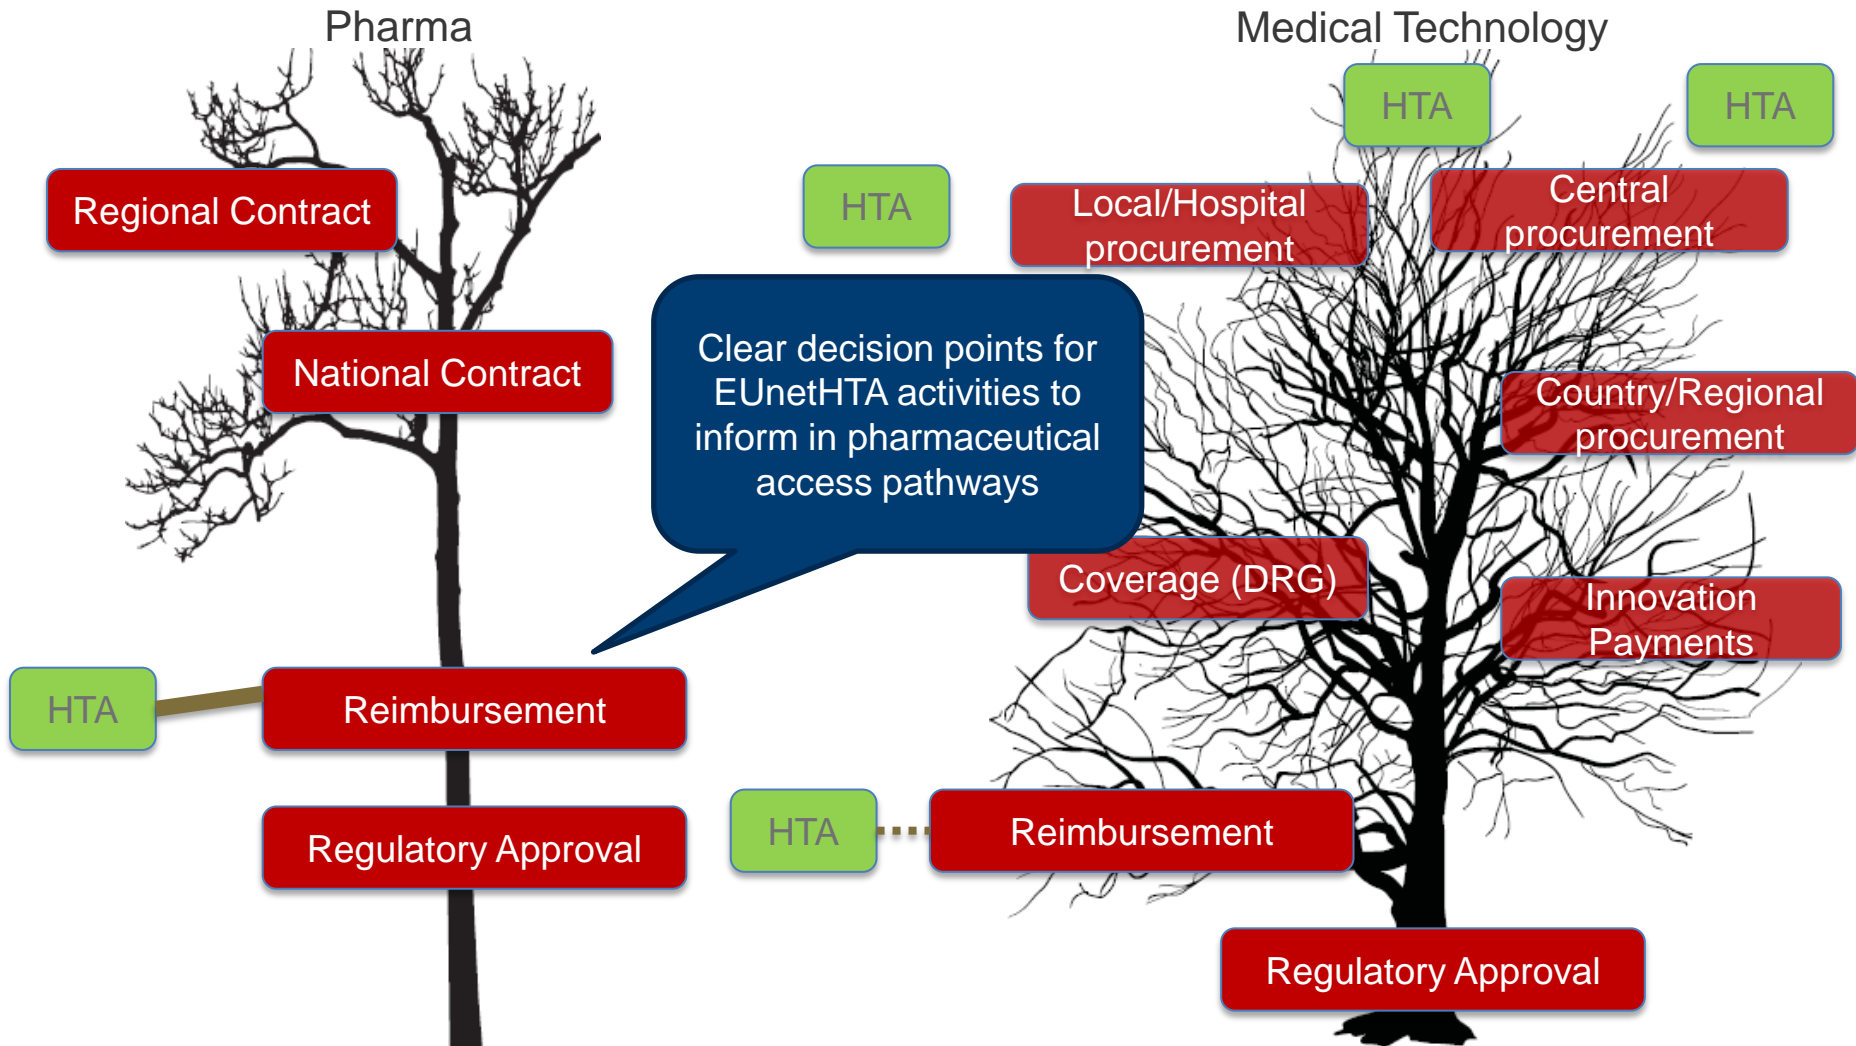 Pharma
Regional Contract
National Contract
HTA
Reimbursement
Regulatory Approval
Clear decision points for
EUnetHTA activities to
inform in pharmaceutical
access pathways
Medical Technology
HTA
HTA
HTA
Local/Hospital
procurement
Central
procurement
Country/Regional
procurement
Coverage (DRG)
Innovation
Payments
HTA
Reimbursement
Regulatory Approval